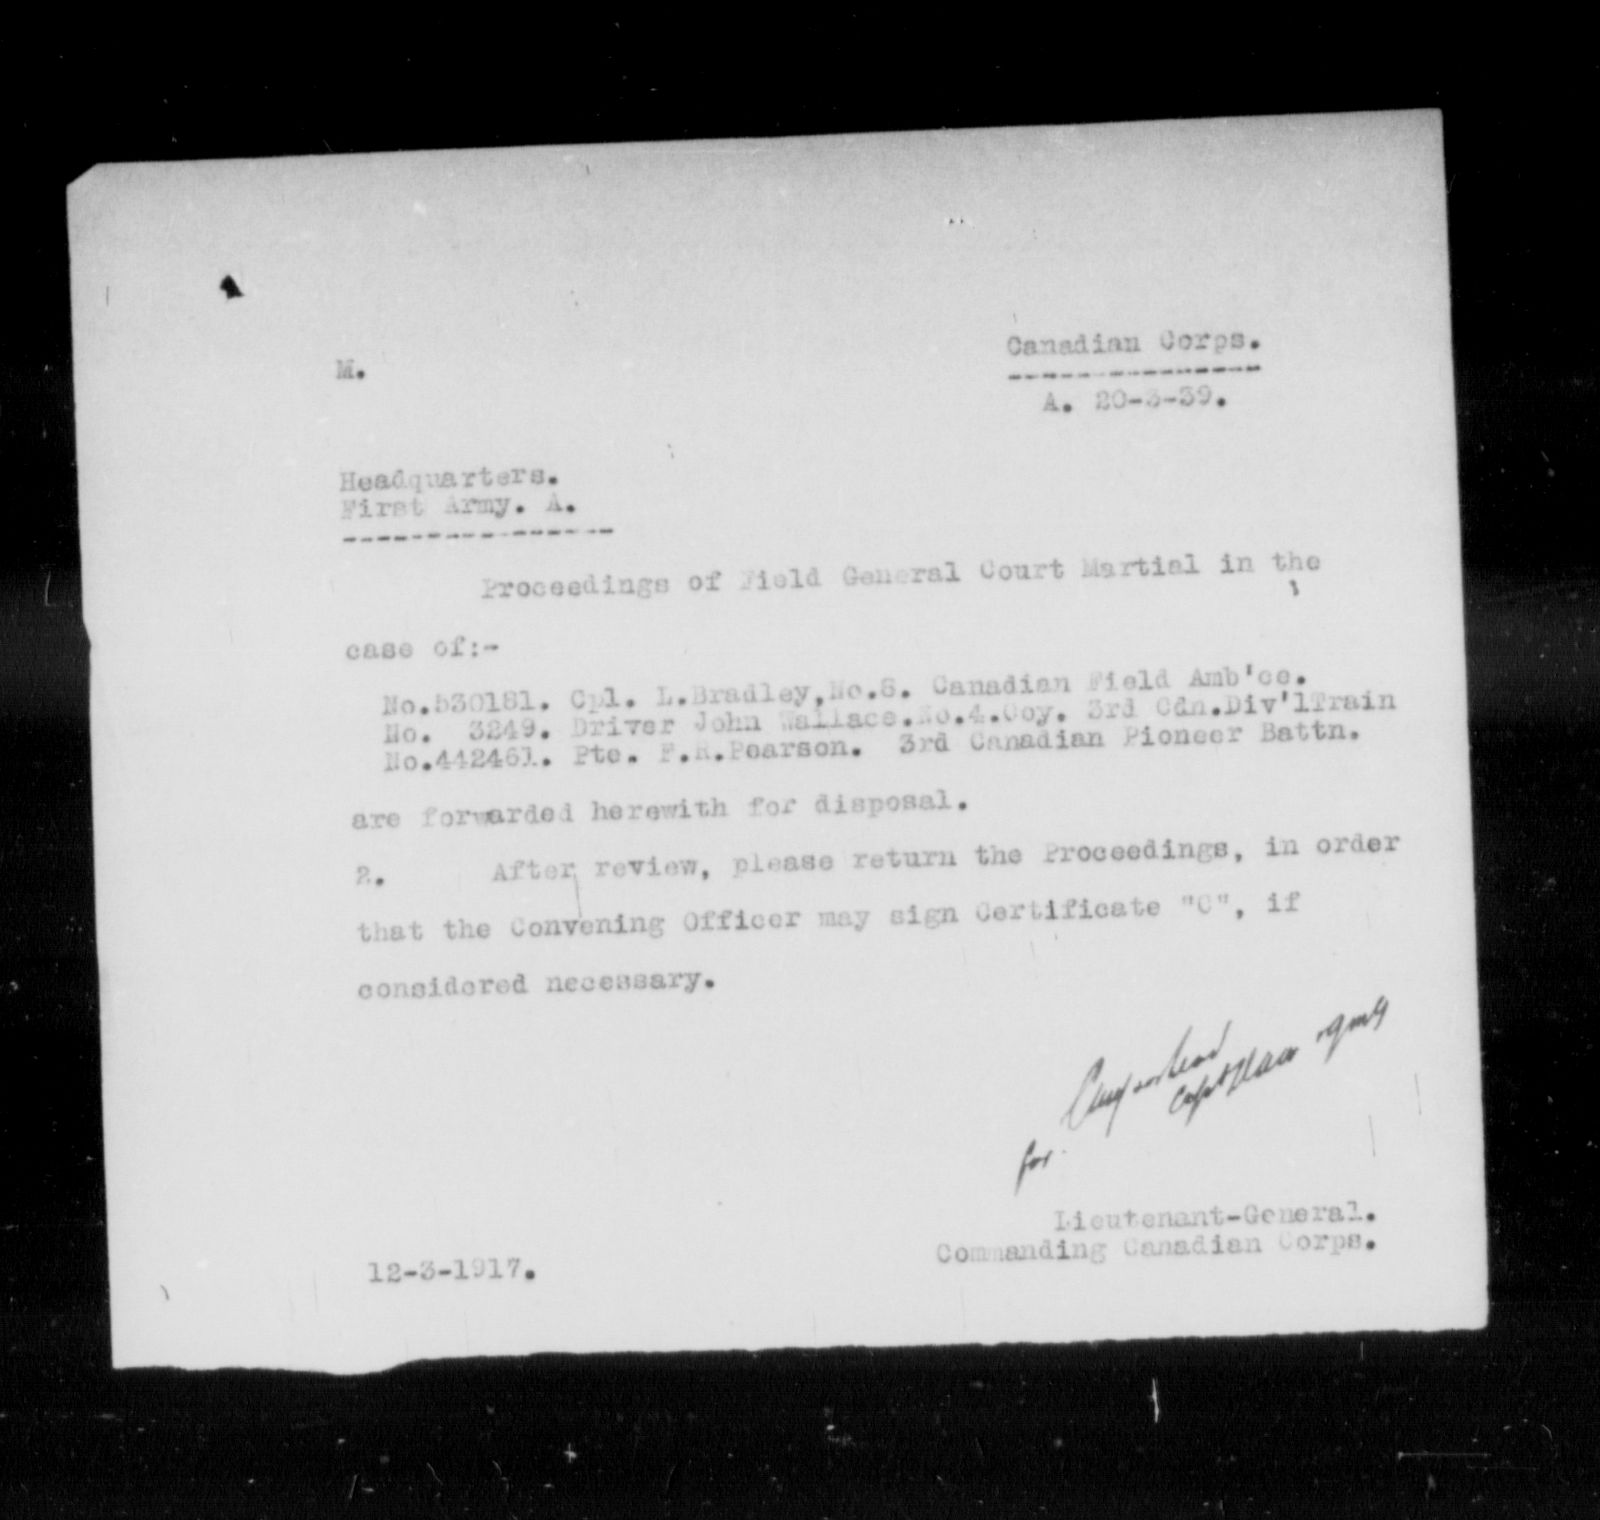 Canadian Corps.
M.
A. 20-3-39.
Headquarters.
First Army. A.
Proceedings of Field General Court Martial in the
case of:-
No.530181. Cpl. L.Bradley,No.8. Canadian Field Amb'ce.
No. 3249. Driver John Wallace.No.4.Coy. 3rd Cdn.Div'lTrain
No.442461. Pte. F.R.Pearson. 3rd Canadian Pioneer Battn.
are forwarded herewith for disposal.
2. After review, please return the Proceedings, in order
that the Convening Officer may sign Certificate "C", if
considered necessary.
for
Lieutenant-General.
Commanding Canadian Corps.
12-3-1917.